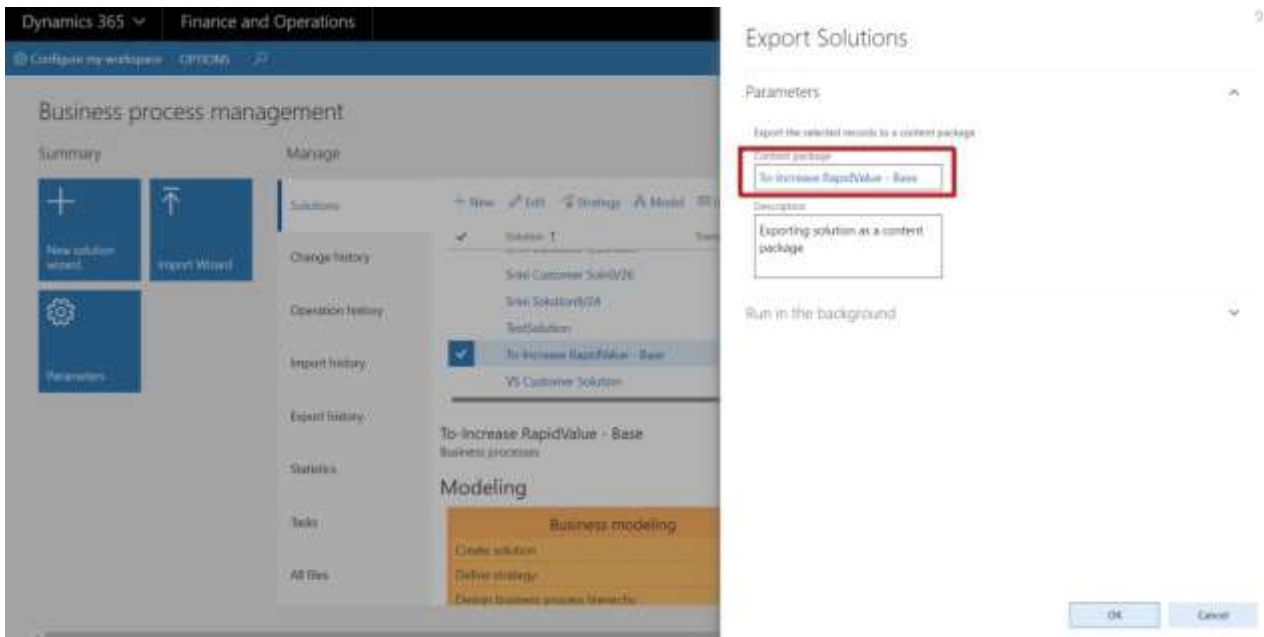 Dynamics 365
Finance and Operations
Configure my workspace OPTIONS
Business process management
Summary
New solution
wizard
Import Wizard
Parameters
Manage
Solutions
Change history
Operation history
Import history
Export history
Statistics
Tasks
All files
New Edit Strategy Model
Solution
TestSolution
To-Increase RapidValue - Base
VS Customer Solution
To-Increase RapidValue - Base
Business processes
Modeling
Business modeling
Create solution
Define strategy
Design business process hierarchy
Export Solutions
Parameters
Export the selected records to a content package
Content package
To-Increase RapidValue - Base
Description
Exporting solution as a content
package
Run in the background
OK
Cancel